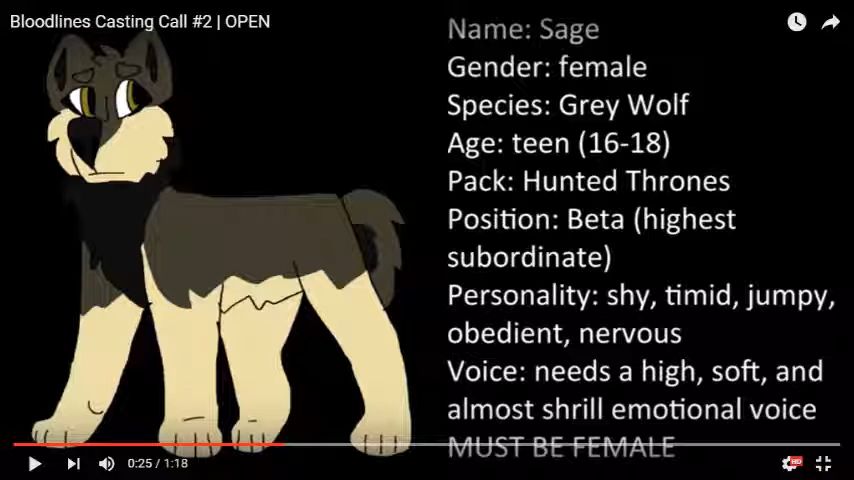 Bloodlines Casting Call #2 | OPEN
Name: Sage
Gender: female
Species: Grey Wolf
Age: teen (16-18)
Pack: Hunted Thrones
Position: Beta (highest
subordinate)
Personality: shy, timid, jumpy,
obedient, nervous
Voice: needs a high, soft, and
almost shrill emotional voice
MUST BE FEMALE
0:25 / 1:18
HD